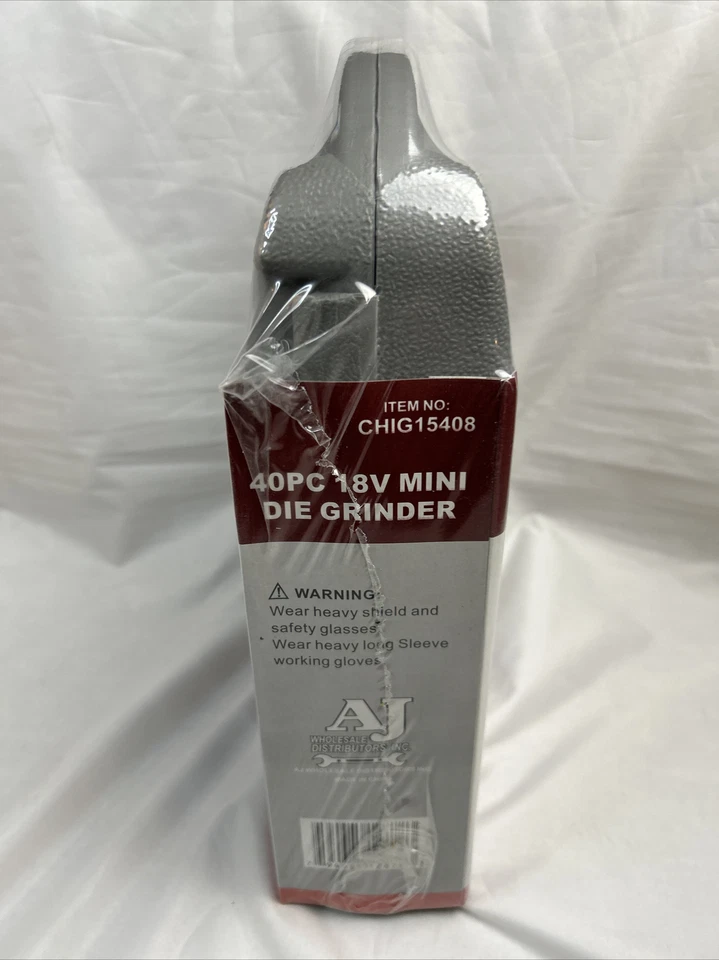 ITEM NO:
CHIG15408
40PC 18V MINI
DIE GRINDER
WARNING:
Wear heavy shield and
safety glasses
Wear heavy long Sleeve
working gloves
AJ
WHOLESALE
DISTRIBUTORS INC.